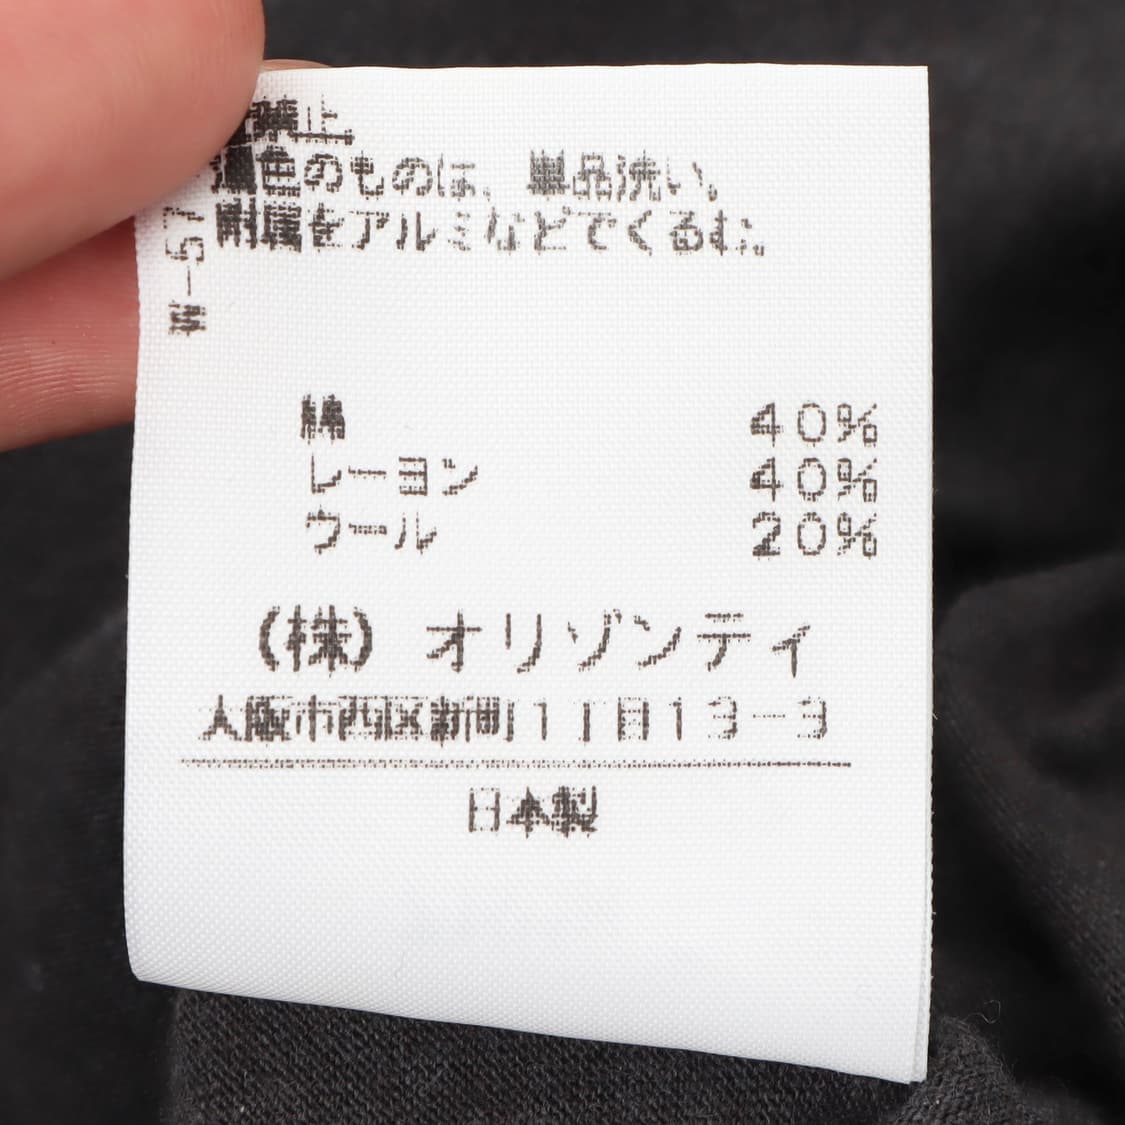 禁止
濃色のものは、単品洗い。
附属をアルミなどでくるむ。
W-57
綿 40%
レーヨン 40%
ウール 20%
(株) オリゾンティ
大阪市西区新町1丁目13-3
日本製